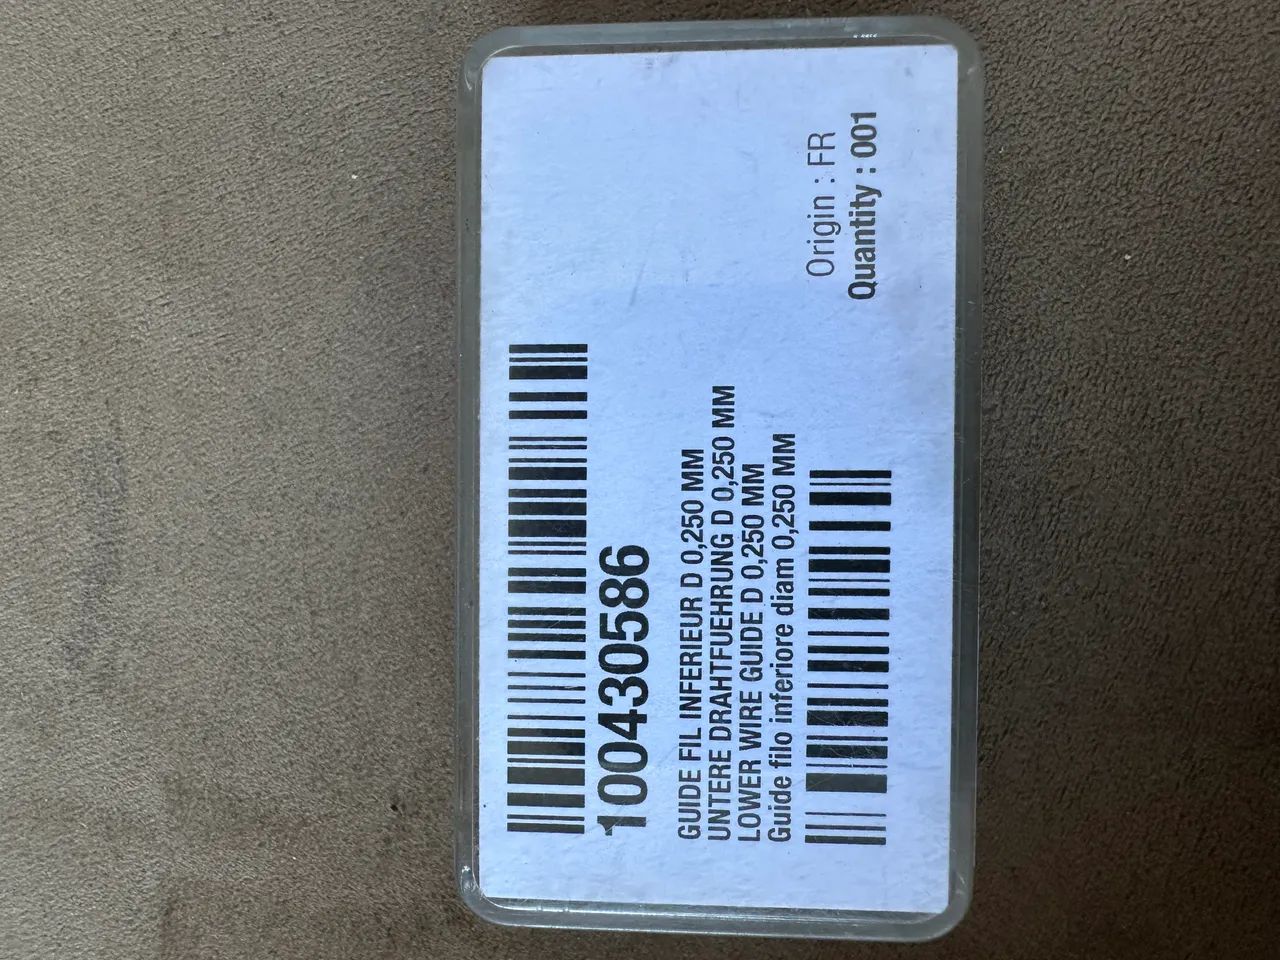 100430586
GUIDE FIL INFERIEUR D 0,250 MM
UNTERE DRAHTFUEHRUNG D 0,250 MM
LOWER WIRE GUIDE D 0,250 MM
Guide filo inferiore diam 0,250 MM
Origin : FR
Quantity : 001